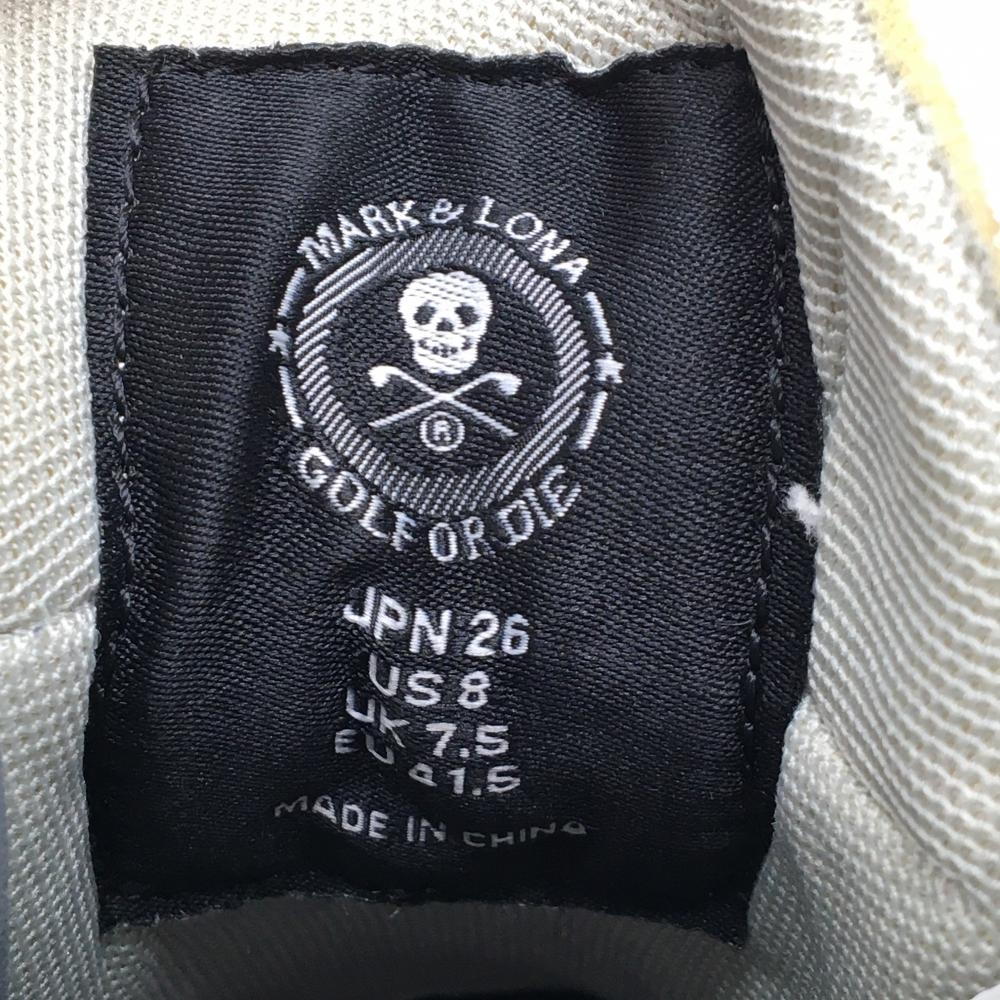 MARK & LONA
GOLF OR DIE
®
JPN 26
US 8
UK 7.5
EU 41.5
MADE IN CHINA